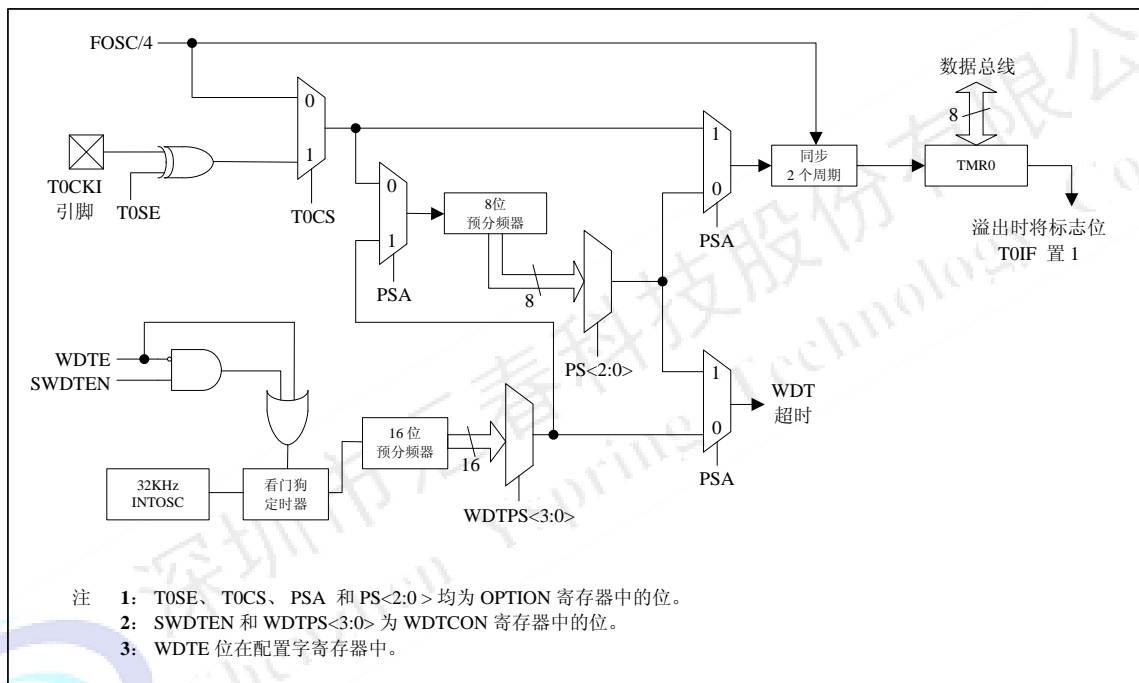 FOSC/4
数据总线
8
0
1
T0CKI
引脚
T0SE
T0CS
0
1
PSA
8位
预分频器
8
PS<2:0>
1
0
PSA
同步
2 个周期
TMR0
溢出时将标志位
T0IF 置 1
WDTE
SWDTEN
32KHz
INTOSC
看门狗
定时器
16 位
预分频器
16
WDTPS<3:0>
1
0
PSA
WDT
超时
注 1: T0SE、 T0CS、 PSA 和 PS<2:0 > 均为 OPTION 寄存器中的位。
2: SWDTEN 和 WDTPS<3:0> 为 WDTCON 寄存器中的位。
3: WDTE 位在配置字寄存器中。